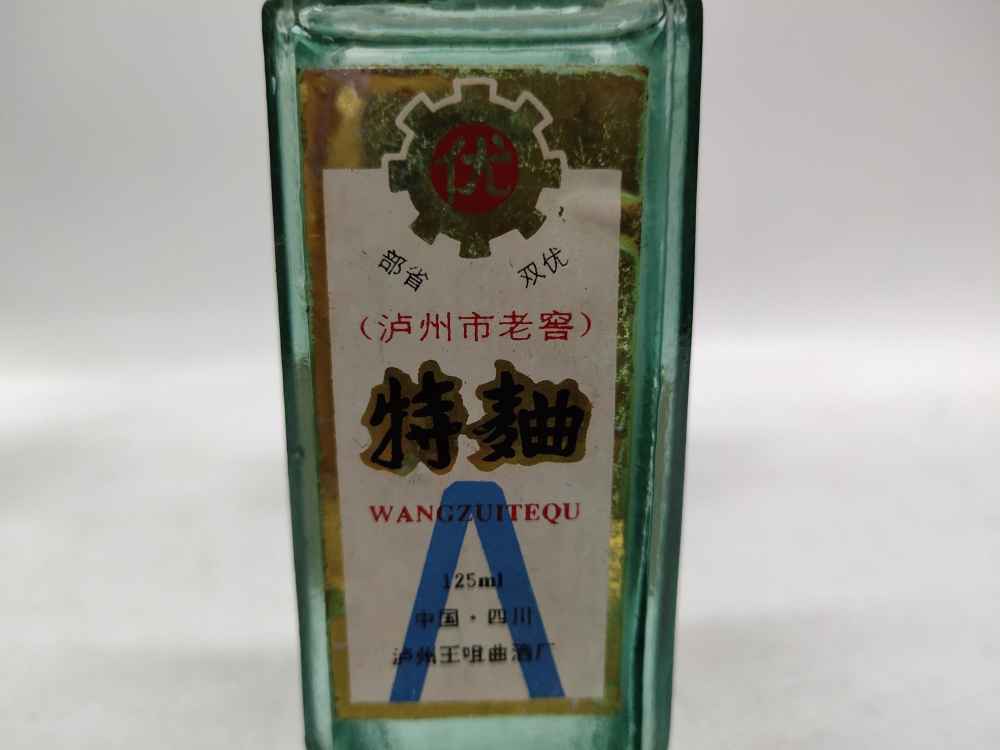 优
部省 双优
（泸州市老窖）
特麯
WANGZUITEQU
125ml
中国·四川
泸州王咀曲酒厂